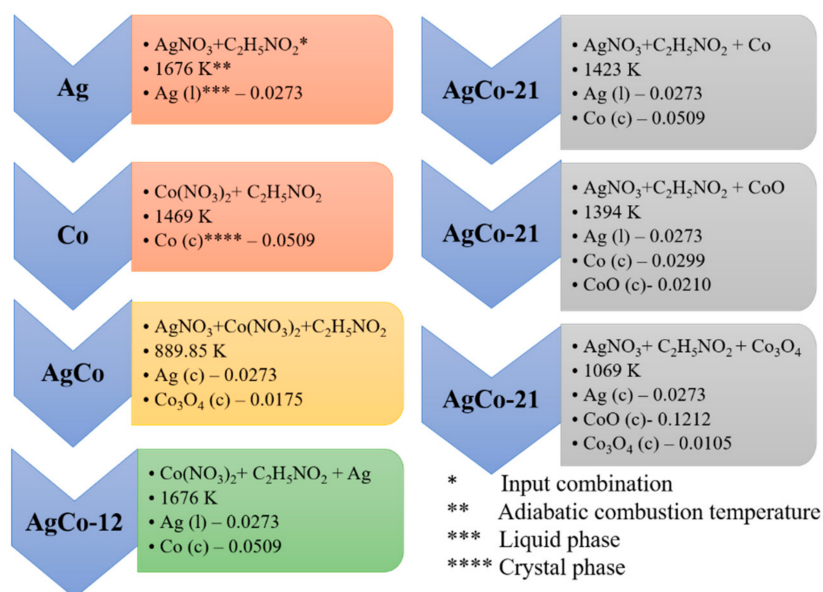 Ag
• AgNO₃+C₂H₅NO₂*
• 1676 K**
• Ag (l)*** – 0.0273
Co
• Co(NO₃)₂+ C₂H₅NO₂
• 1469 K
• Co (c)**** – 0.0509
AgCo
• AgNO₃+Co(NO₃)₂+C₂H₅NO₂
• 889.85 K
• Ag (c) – 0.0273
• Co₃O₄ (c) – 0.0175
AgCo-12
• Co(NO₃)₂+ C₂H₅NO₂ + Ag
• 1676 K
• Ag (l) – 0.0273
• Co (c) – 0.0509
AgCo-21
• AgNO₃+C₂H₅NO₂ + Co
• 1423 K
• Ag (l) – 0.0273
• Co (c) – 0.0509
AgCo-21
• AgNO₃+C₂H₅NO₂ + CoO
• 1394 K
• Ag (l) – 0.0273
• Co (c) – 0.0299
• CoO (c)- 0.0210
AgCo-21
• AgNO₃+ C₂H₅NO₂ + Co₃O₄
• 1069 K
• Ag (c) – 0.0273
• CoO (c)- 0.1212
• Co₃O₄ (c) – 0.0105
* Input combination
** Adiabatic combustion temperature
*** Liquid phase
**** Crystal phase